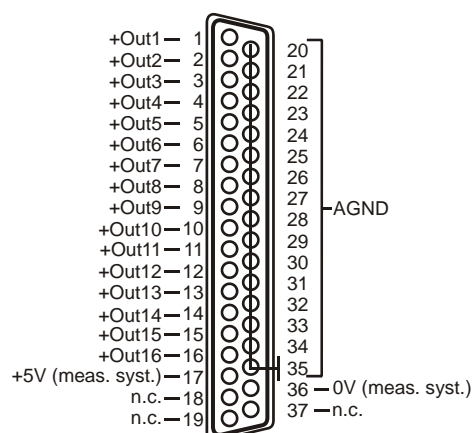 +Out1 1
+Out2 2
+Out3 3
+Out4 4
+Out5 5
+Out6 6
+Out7 7
+Out8 8
+Out9 9
+Out10 10
+Out11 11
+Out12 12
+Out13 13
+Out14 14
+Out15 15
+Out16 16
+5V (meas. syst.) 17
n.c. 18
n.c. 19
20
21
22
23
24
25
26
27
28
29
30
31
32
33
34
35
AGND
36 0V (meas. syst.)
37 n.c.